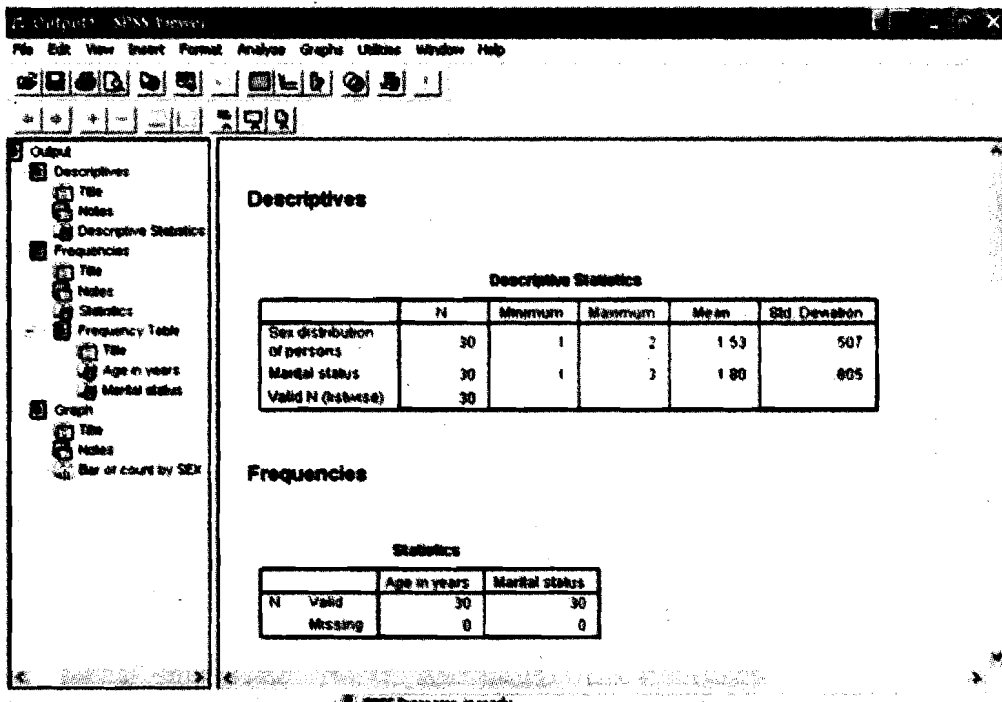 Output1 - SPSS Viewer
File Edit View Insert Format Analyze Graphs Utilities Window Help
Output
Descriptives
Title
Notes
Descriptive Statistics
Frequencies
Title
Notes
Statistics
Frequency Table
Title
Age in years
Marital status
Graph
Title
Notes
Bar of count by SEX
Descriptives
Descriptive Statistics
N Minimum Maximum Mean Std. Deviation
Sex distribution of persons 30 1 2 1.53 .507
Marital status 30 1 3 1.80 .805
Valid N (listwise) 30
Frequencies
Statistics
Age in years Marital status
N Valid 30 30
Missing 0 0